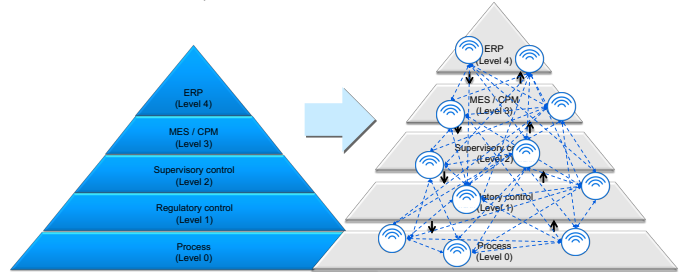 ERP
(Level 4)
MES / CPM
(Level 3)
Supervisory control
(Level 2)
Regulatory control
(Level 1)
Process
(Level 0)
ERP
(Level 4)
MES / CPM
(Level 3)
Supervisory
(Level 2)
control
(Level 1)
Process
(Level 0)